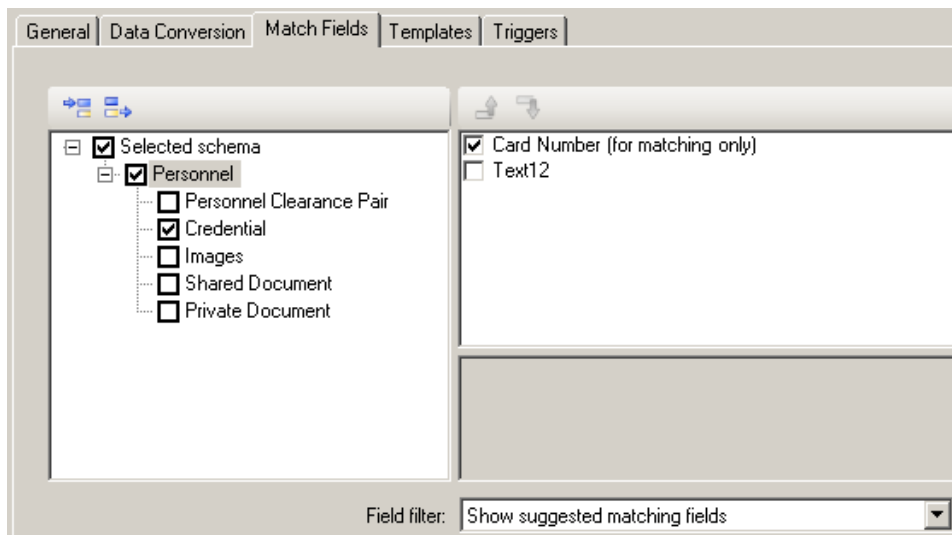 General Data Conversion Match Fields Templates Triggers
Selected schema
Personnel
Personnel Clearance Pair
Credential
Images
Shared Document
Private Document
Card Number (for matching only)
Text12
Field filter: Show suggested matching fields